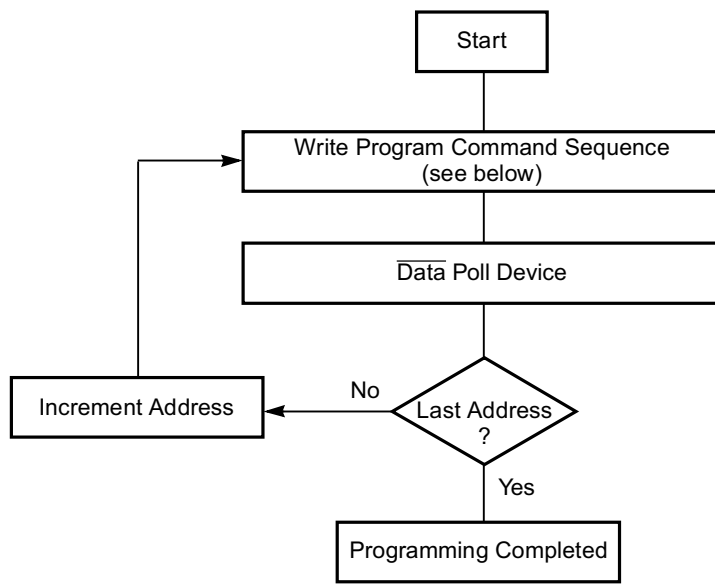 Start
Write Program Command Sequence
(see below)
Data Poll Device
No
Increment Address
Last Address
?
Yes
Programming Completed